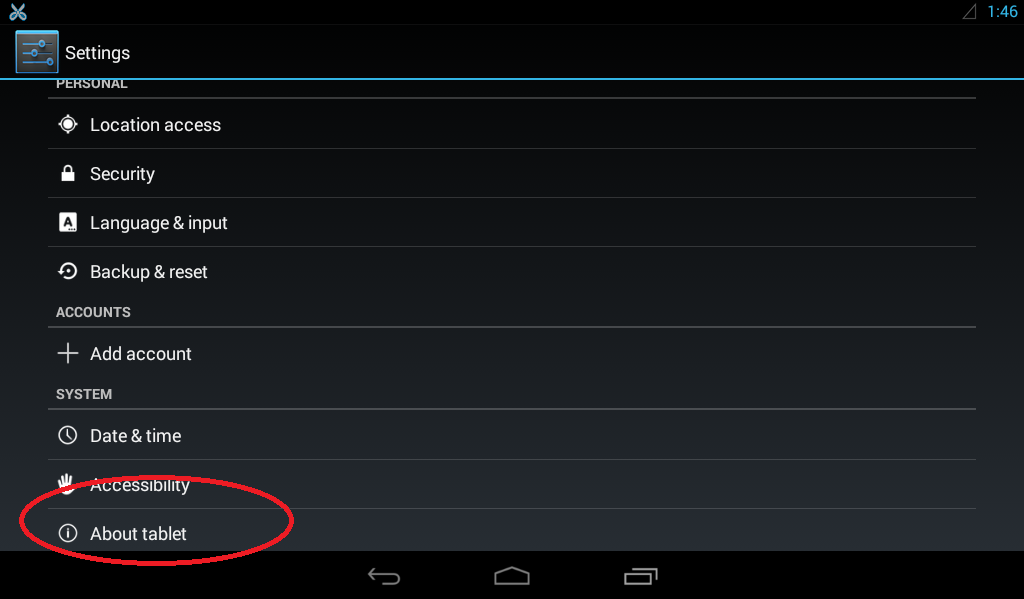 1:46
Settings
PERSONAL
Location access
Security
Language & input
Backup & reset
ACCOUNTS
Add account
SYSTEM
Date & time
Accessibility
About tablet